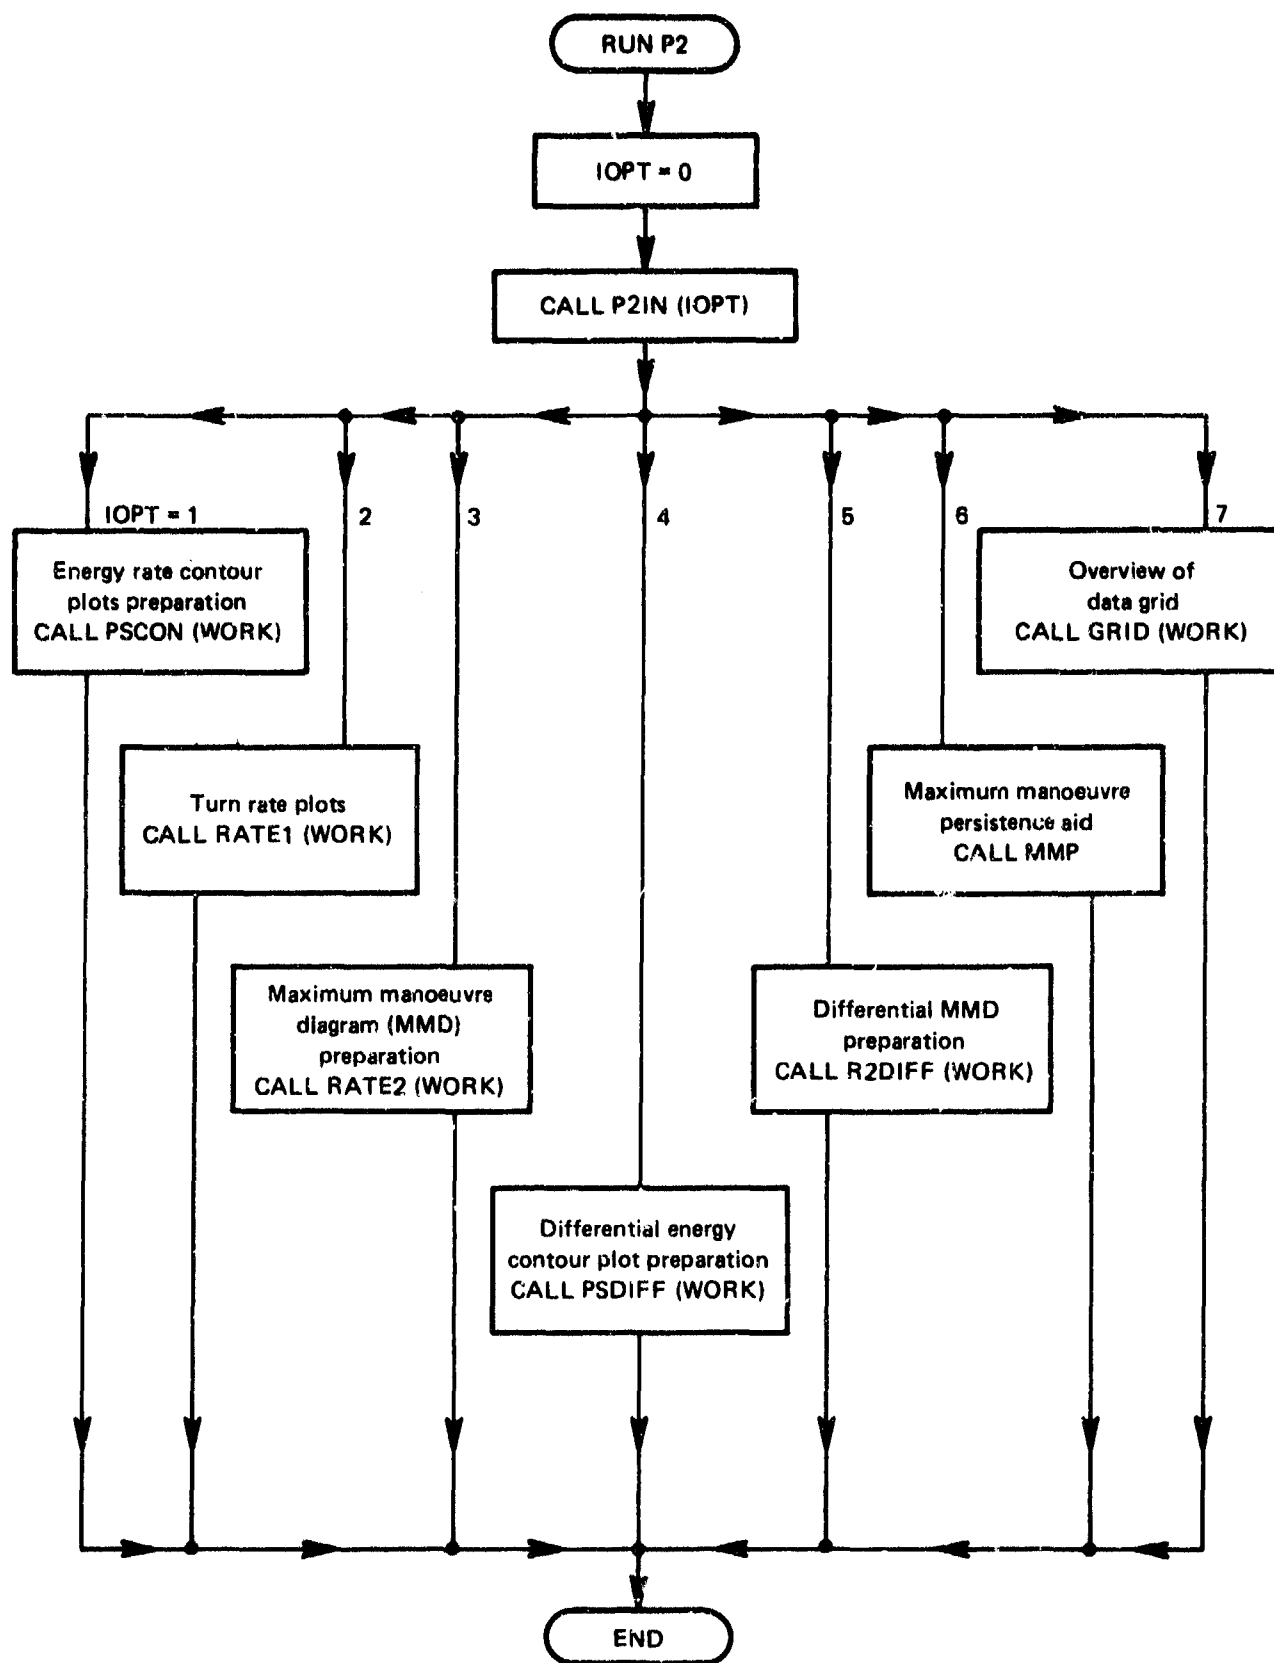 RUN P2
IOPT = 0
CALL P2IN (IOPT)
IOPT = 1
2
3
4
5
6
7
Energy rate contour
plots preparation
CALL PSCON (WORK)
Overview of
data grid
CALL GRID (WORK)
Turn rate plots
CALL RATE1 (WORK)
Maximum manoeuvre
persistence aid
CALL MMP
Maximum manoeuvre
diagram (MMD)
preparation
CALL RATE2 (WORK)
Differential MMD
preparation
CALL R2DIFF (WORK)
Differential energy
contour plot preparation
CALL PSDIFF (WORK)
END